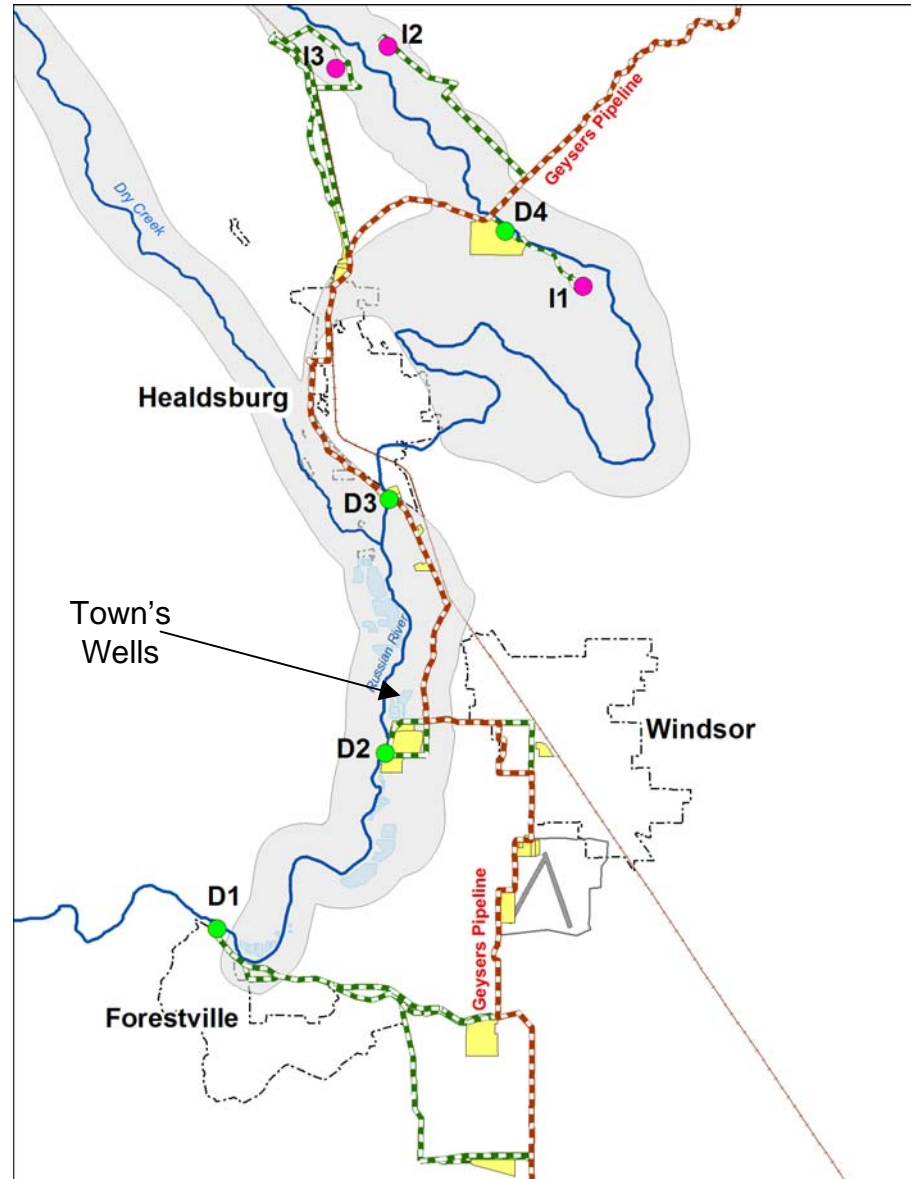 I2
I3
Geysers Pipeline
Dry Creek
D4
I1
Healdsburg
D3
Town's
Wells
Russian River
Windsor
D2
D1
Geysers Pipeline
Forestville